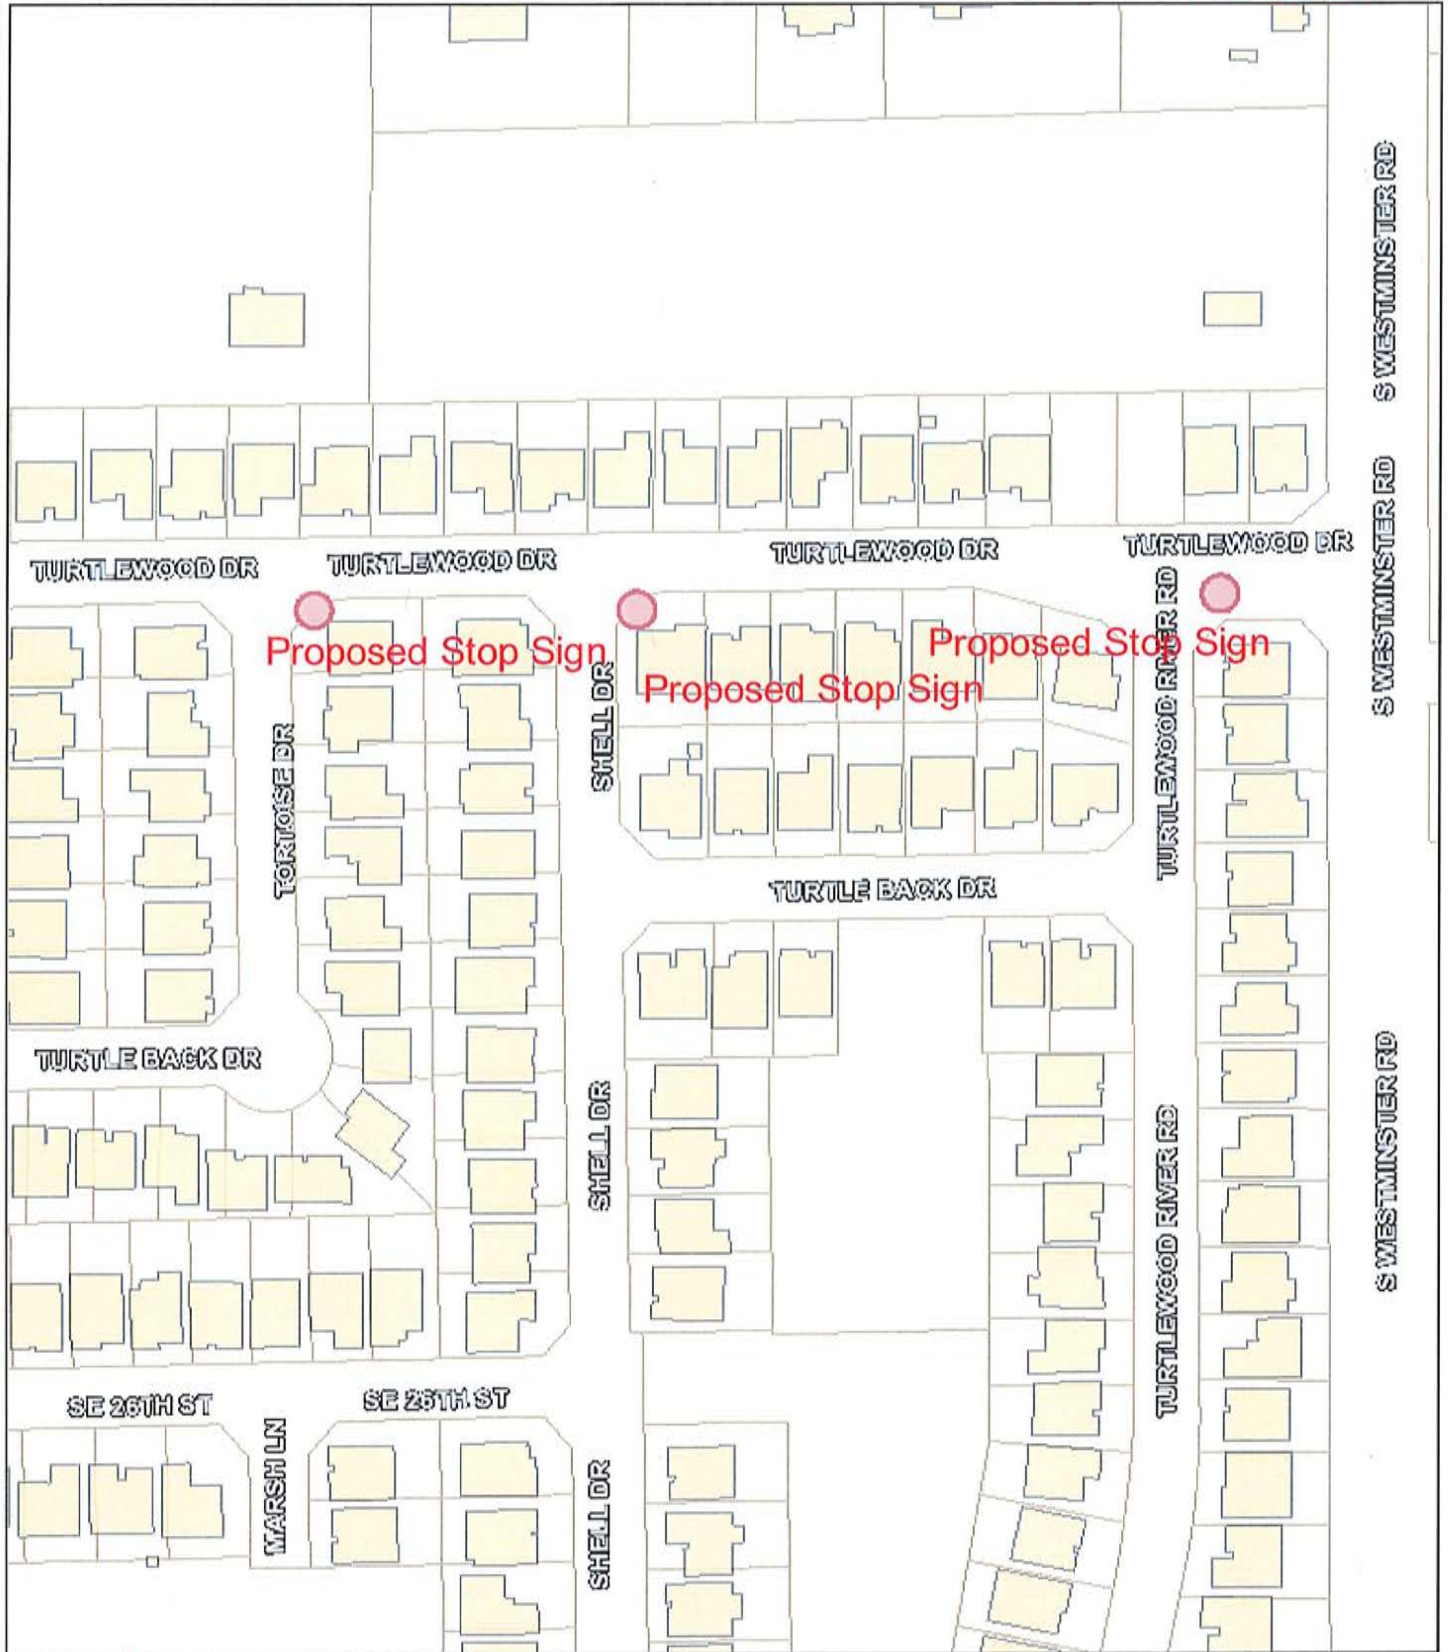 S WESTMINSTER RD
S WESTMINSTER RD
TURTLEWOOD DR
TURTLEWOOD DR
TURTLEWOOD DR
TURTLEWOOD DR
Proposed Stop Sign
Proposed Stop Sign
Proposed Stop Sign
TORTOISE DR
SHELL DR
TURTLEWOOD RIVER RD
TURTLE BACK DR
TURTLE BACK DR
SHELL DR
TURTLEWOOD RIVER RD
S WESTMINSTER RD
SE 26TH ST
SE 26TH ST
MARSH LN
SHELL DR